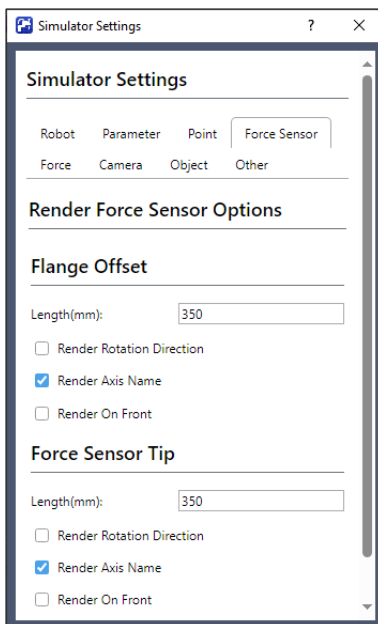 Simulator Settings
?
Simulator Settings
Robot Parameter Point Force Sensor
Force Camera Object Other
Render Force Sensor Options
Flange Offset
Length(mm): 350
Render Rotation Direction
Render Axis Name
Render On Front
Force Sensor Tip
Length(mm): 350
Render Rotation Direction
Render Axis Name
Render On Front